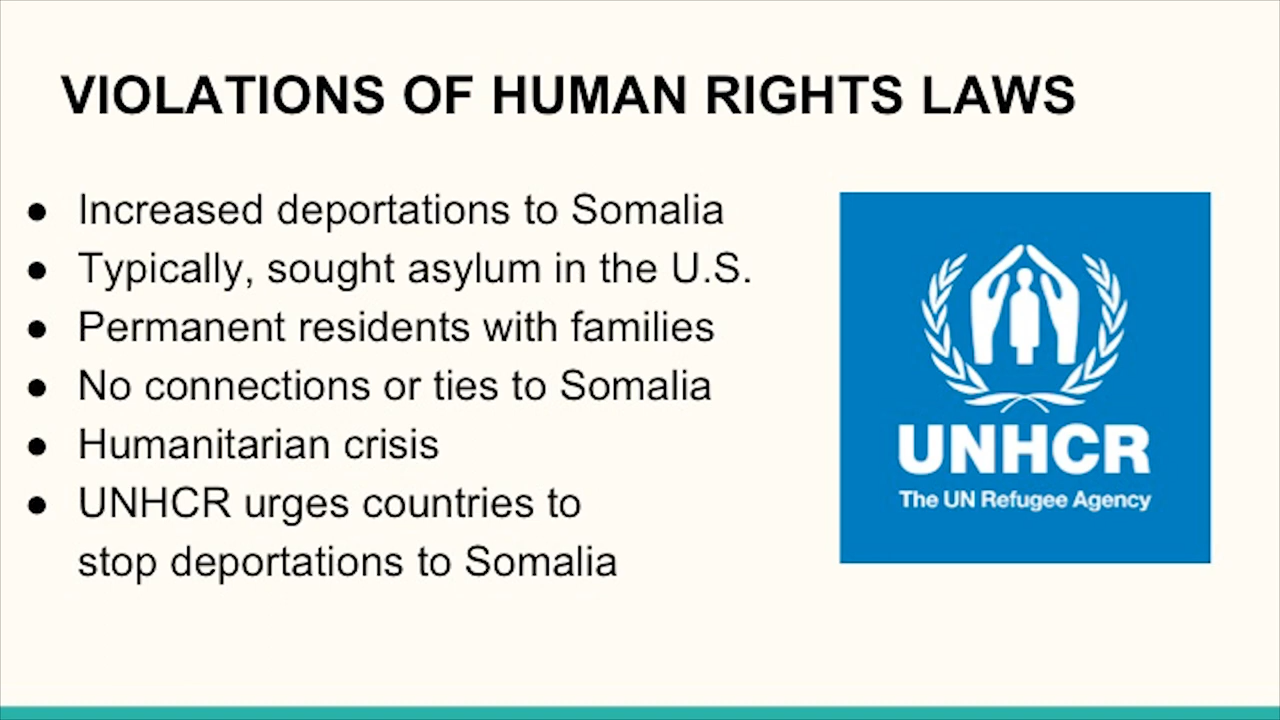 VIOLATIONS OF HUMAN RIGHTS LAWS
● Increased deportations to Somalia
● Typically, sought asylum in the U.S.
● Permanent residents with families
● No connections or ties to Somalia
● Humanitarian crisis
● UNHCR urges countries to
stop deportations to Somalia
UNHCR
The UN Refugee Agency